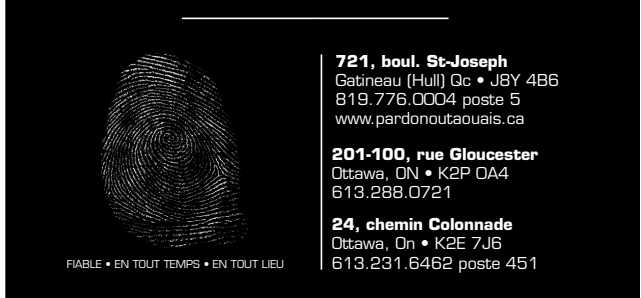 721, boul. St-Joseph
Gatineau (Hull) Qc • J8Y 4B6
819.776.0004 poste 5
www.pardonoutaouais.ca
201-100, rue Gloucester
Ottawa, ON • K2P 0A4
613.288.0721
24, chemin Colonnade
Ottawa, On • K2E 7J6
613.231.6462 poste 451
FIABLE • EN TOUT TEMPS • EN TOUT LIEU